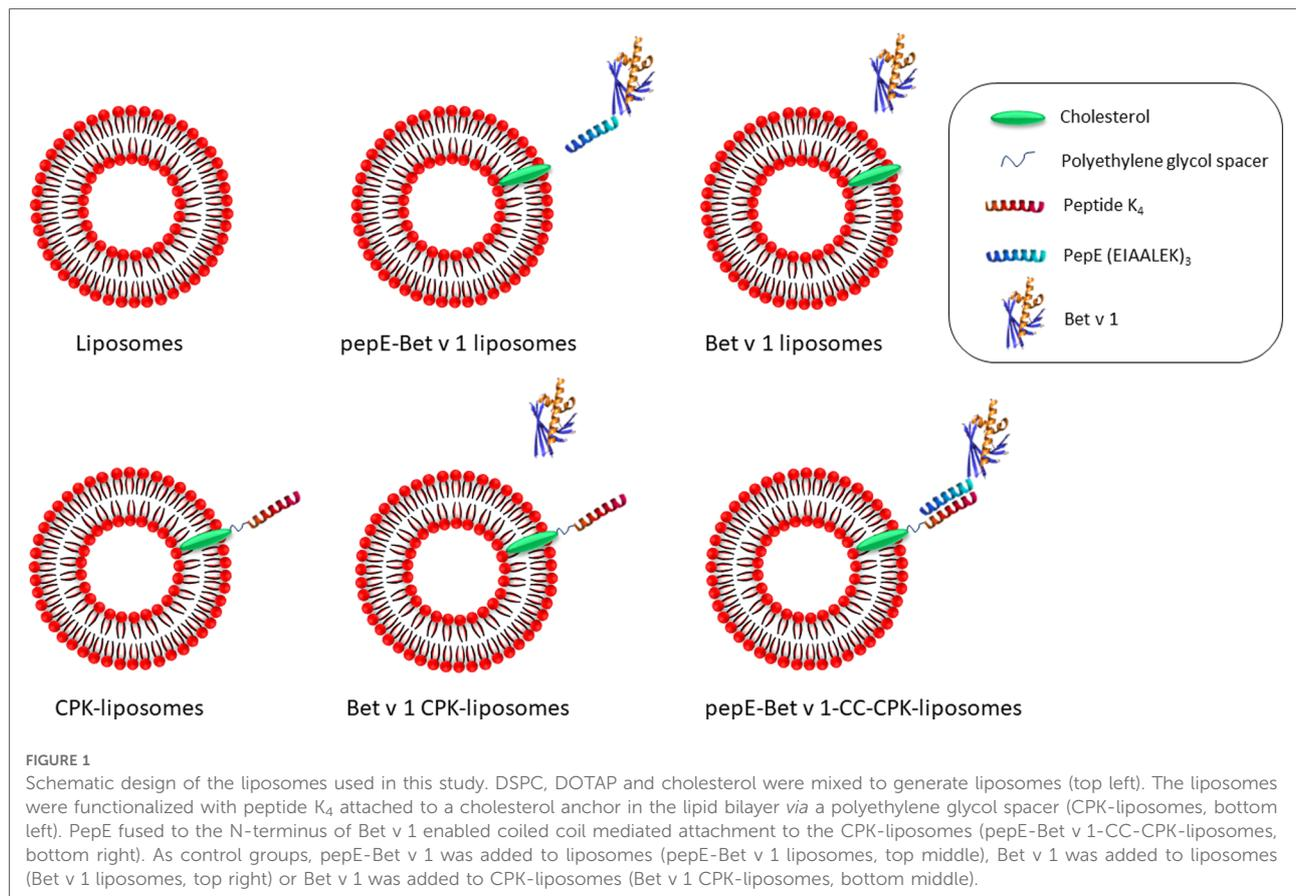 Liposomes
pepE-Bet v 1 liposomes
Bet v 1 liposomes
Cholesterol
Polyethylene glycol spacer
Peptide K₄
PepE (EIAALEK)₃
Bet v 1
CPK-liposomes
Bet v 1 CPK-liposomes
pepE-Bet v 1-CC-CPK-liposomes
FIGURE 1
Schematic design of the liposomes used in this study. DSPC, DOTAP and cholesterol were mixed to generate liposomes (top left). The liposomes
were functionalized with peptide K₄ attached to a cholesterol anchor in the lipid bilayer via a polyethylene glycol spacer (CPK-liposomes, bottom
left). PepE fused to the N-terminus of Bet v 1 enabled coiled coil mediated attachment to the CPK-liposomes (pepE-Bet v 1-CC-CPK-liposomes,
bottom right). As control groups, pepE-Bet v 1 was added to liposomes (pepE-Bet v 1 liposomes, top middle), Bet v 1 was added to liposomes
(Bet v 1 liposomes, top right) or Bet v 1 was added to CPK-liposomes (Bet v 1 CPK-liposomes, bottom middle).